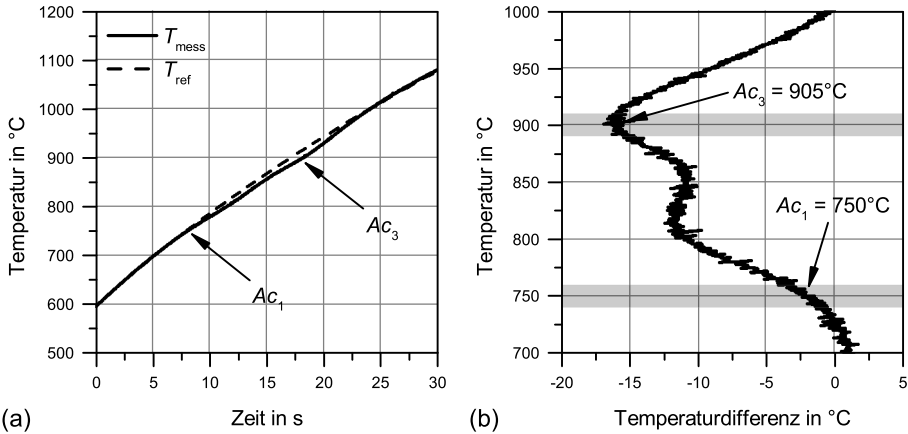 1200
1100
1000
900
800
700
600
500
Temperatur in °C
T mess
T ref
Ac3
Ac1
0 5 10 15 20 25 30
(a) Zeit in s
1000
950
900
850
800
750
700
Temperatur in °C
Ac3 = 905°C
Ac1 = 750°C
-20 -15 -10 -5 0 5
(b) Temperaturdifferenz in °C